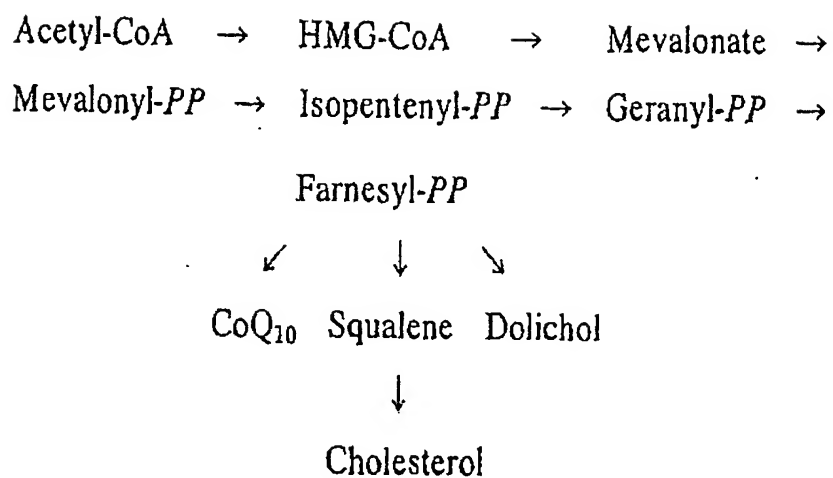 Acetyl-CoA → HMG-CoA → Mevalonate →
Mevalonyl-PP → Isopentenyl-PP → Geranyl-PP →
Farnesyl-PP
↙ ↓ ↘
CoQ₁₀ Squalene Dolichol
↓
Cholesterol